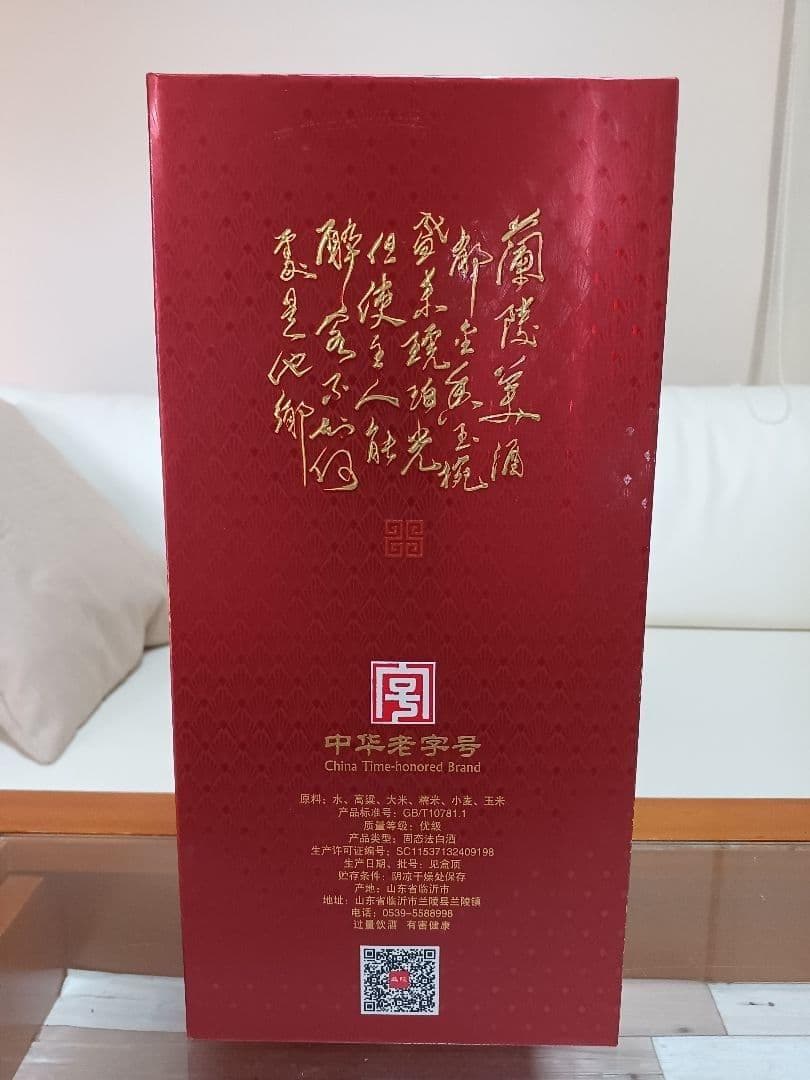 蘭陵美酒
郁金香玉椀
盛来琥珀光
但使主人能
醉客不知何
處是他鄉
字号
中华老字号
China Time-honored Brand
原料：水、高粱、大米、糯米、小麦、玉米
产品标准号：GB/T10781.1
质量等级：优级
产品类型：固态法白酒
生产许可证编号：SC11537132409198
生产日期、批号：见盒顶
贮存条件：阴凉干燥处保存
产地：山东省临沂市
地址：山东省临沂市兰陵县兰陵镇
电话：0539-5588998
过量饮酒 有害健康